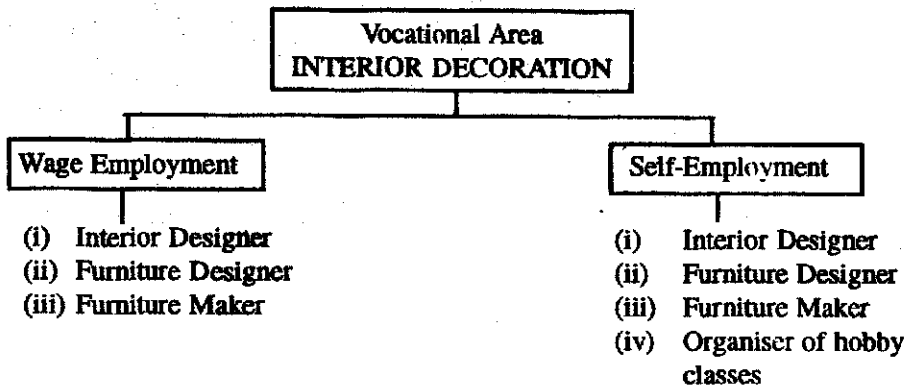 Vocational Area
INTERIOR DECORATION
Wage Employment
(i) Interior Designer
(ii) Furniture Designer
(iii) Furniture Maker
Self-Employment
(i) Interior Designer
(ii) Furniture Designer
(iii) Furniture Maker
(iv) Organiser of hobby
classes